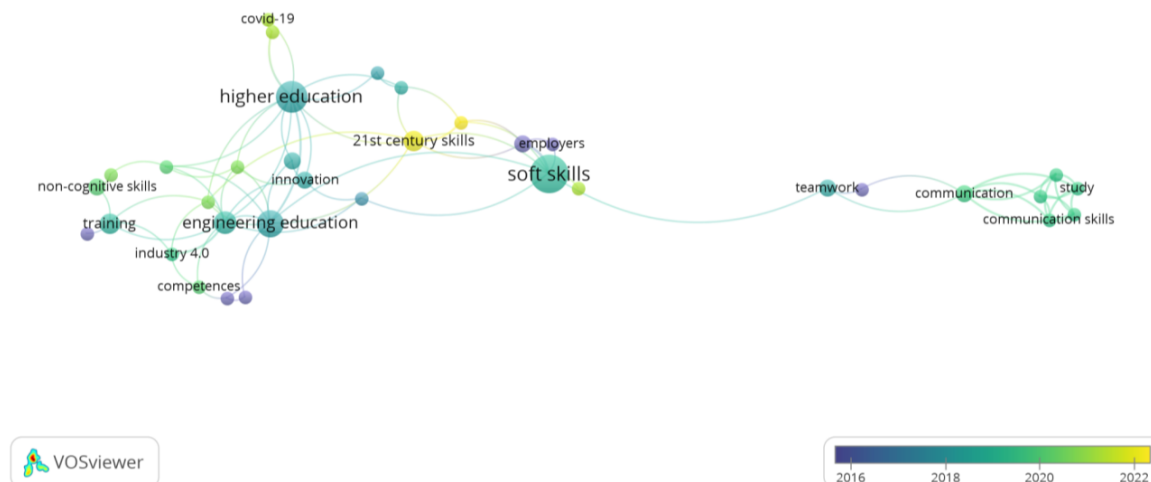 covid-19
higher education
21st century skills
employers
soft skills
innovation
non-cognitive skills
teamwork
communication
study
training
engineering education
communication skills
industry 4.0
competences
VOSviewer
2016 2018 2020 2022